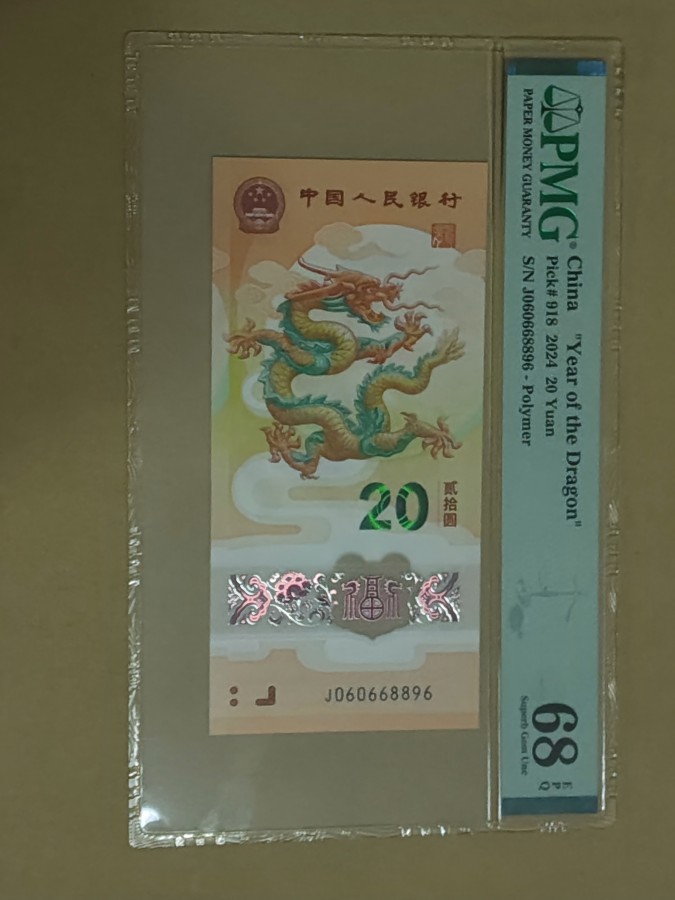 中国人民银行
20
贰拾圆
福
J060668896
PMG®
PAPER MONEY GUARANTY
China "Year of the Dragon"
Pick# 918 2024 20 Yuan
S/N J060668896 - Polymer
68 EPQ
Superb Gem Unc